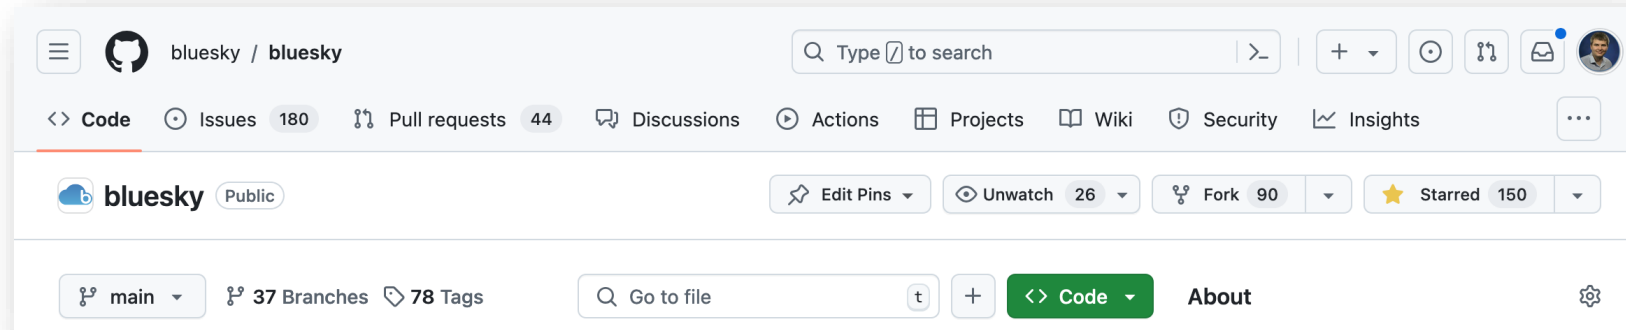 bluesky / bluesky Type / to search
Code Issues 180 Pull requests 44 Discussions Actions Projects Wiki Security Insights
bluesky Public Edit Pins Unwatch 26 Fork 90 Starred 150
main 37 Branches 78 Tags Go to file t Code About